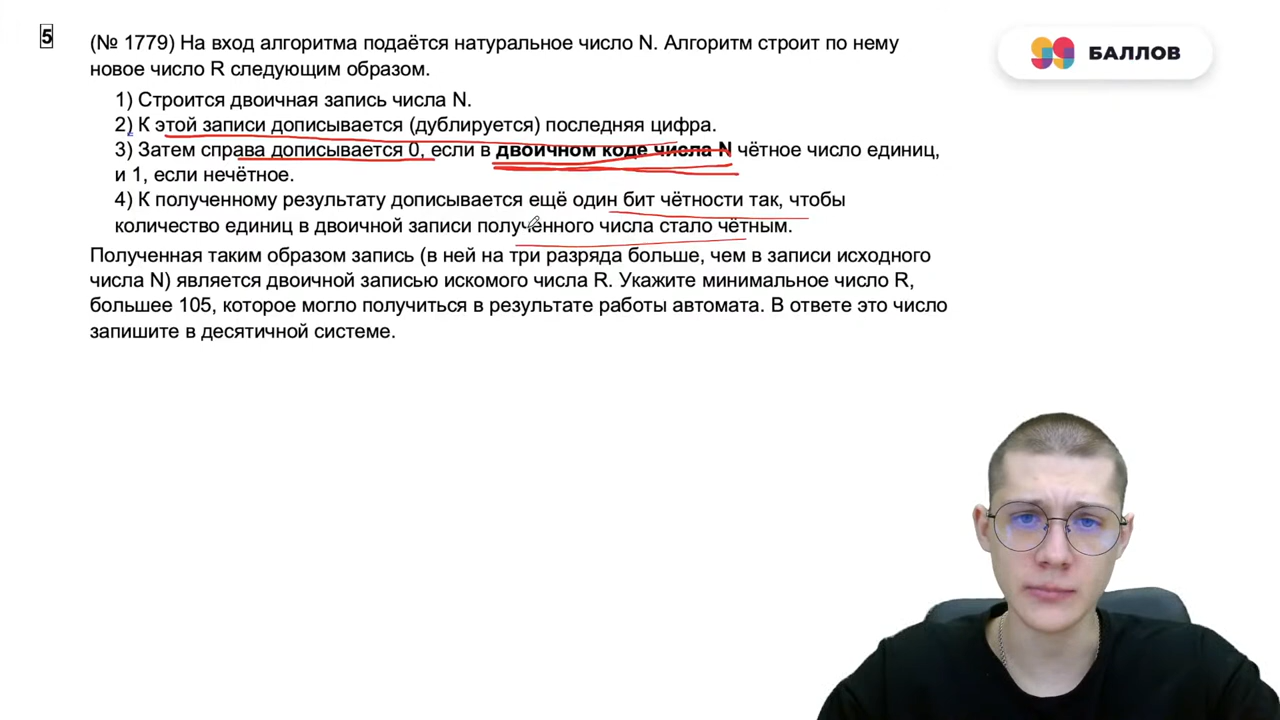 5
(№ 1779) На вход алгоритма подаётся натуральное число N. Алгоритм строит по нему
новое число R следующим образом.
1) Строится двоичная запись числа N.
2) К этой записи дописывается (дублируется) последняя цифра.
3) Затем справа дописывается 0, если в двоичном коде числа N чётное число единиц,
и 1, если нечётное.
4) К полученному результату дописывается ещё один бит чётности так, чтобы
количество единиц в двоичной записи полученного числа стало чётным.
Полученная таким образом запись (в ней на три разряда больше, чем в записи исходного
числа N) является двоичной записью искомого числа R. Укажите минимальное число R,
большее 105, которое могло получиться в результате работы автомата. В ответе это число
запишите в десятичной системе.
БАЛЛОВ